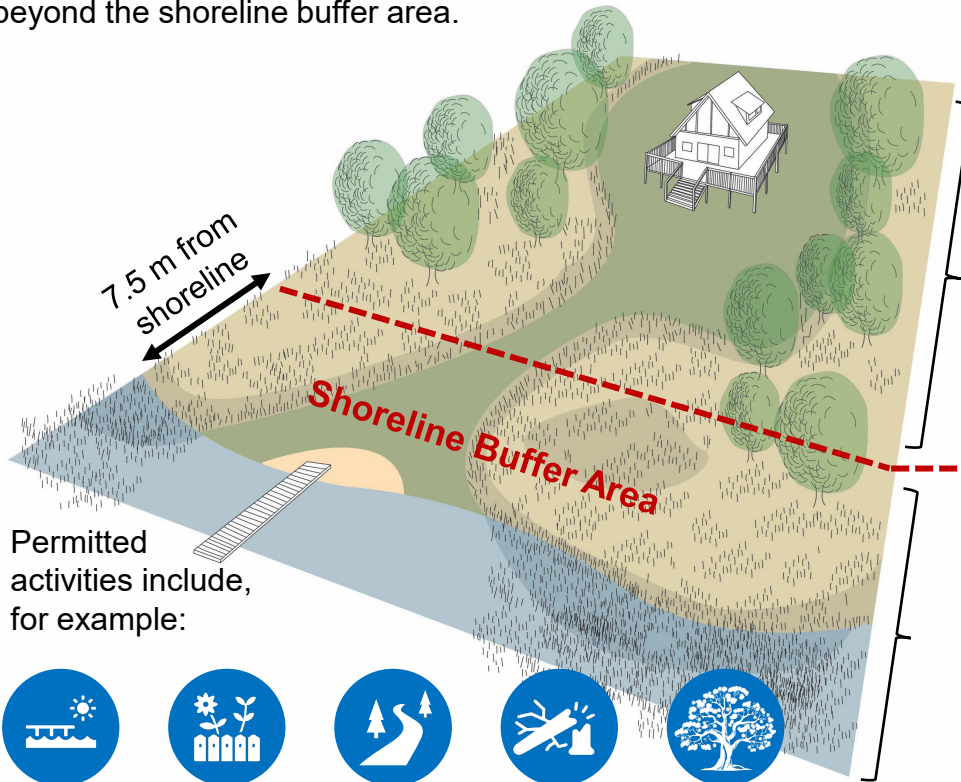 beyond the shoreline buffer area.
7.5 m from
shoreline
Shoreline Buffer Area
Permitted
activities include,
for example: